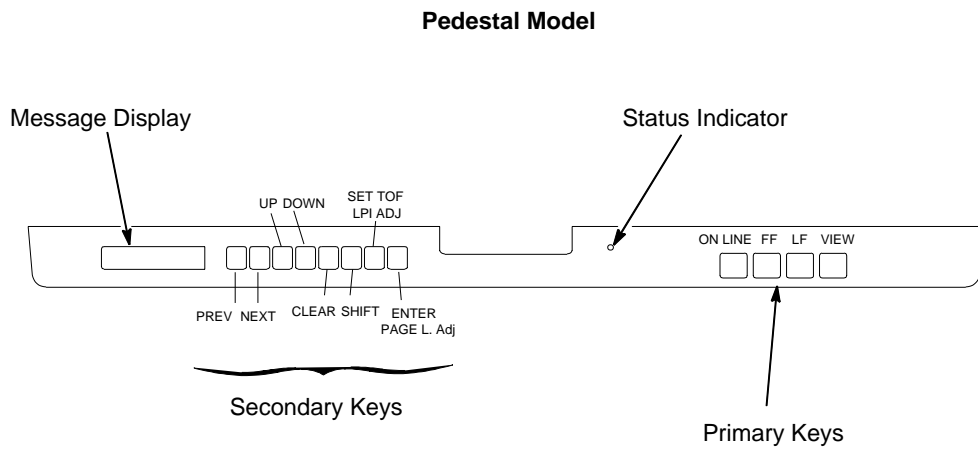 Pedestal Model
Message Display
Status Indicator
SET TOF
LPI ADJ
UP DOWN
ON LINE FF LF VIEW
PREV NEXT
CLEAR SHIFT
ENTER
PAGE L. Adj
Secondary Keys
Primary Keys